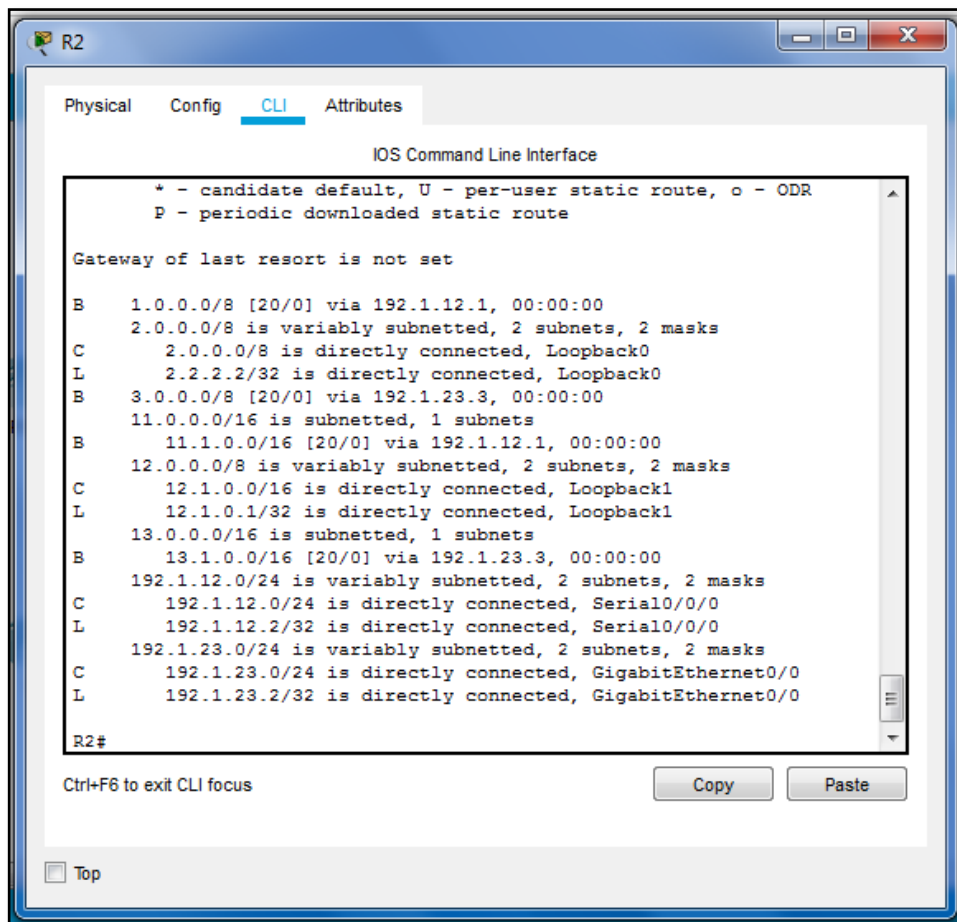 R2
Physical Config CLI Attributes
IOS Command Line Interface
* - candidate default, U - per-user static route, o - ODR
P - periodic downloaded static route
Gateway of last resort is not set
B 1.0.0.0/8 [20/0] via 192.1.12.1, 00:00:00
2.0.0.0/8 is variably subnetted, 2 subnets, 2 masks
C 2.0.0.0/8 is directly connected, Loopback0
L 2.2.2.2/32 is directly connected, Loopback0
B 3.0.0.0/8 [20/0] via 192.1.23.3, 00:00:00
11.0.0.0/16 is subnetted, 1 subnets
B 11.1.0.0/16 [20/0] via 192.1.12.1, 00:00:00
12.0.0.0/8 is variably subnetted, 2 subnets, 2 masks
C 12.1.0.0/16 is directly connected, Loopback1
L 12.1.0.1/32 is directly connected, Loopback1
13.0.0.0/16 is subnetted, 1 subnets
B 13.1.0.0/16 [20/0] via 192.1.23.3, 00:00:00
192.1.12.0/24 is variably subnetted, 2 subnets, 2 masks
C 192.1.12.0/24 is directly connected, Serial0/0/0
L 192.1.12.2/32 is directly connected, Serial0/0/0
192.1.23.0/24 is variably subnetted, 2 subnets, 2 masks
C 192.1.23.0/24 is directly connected, GigabitEthernet0/0
L 192.1.23.2/32 is directly connected, GigabitEthernet0/0
R2#
Ctrl+F6 to exit CLI focus Copy Paste
Top